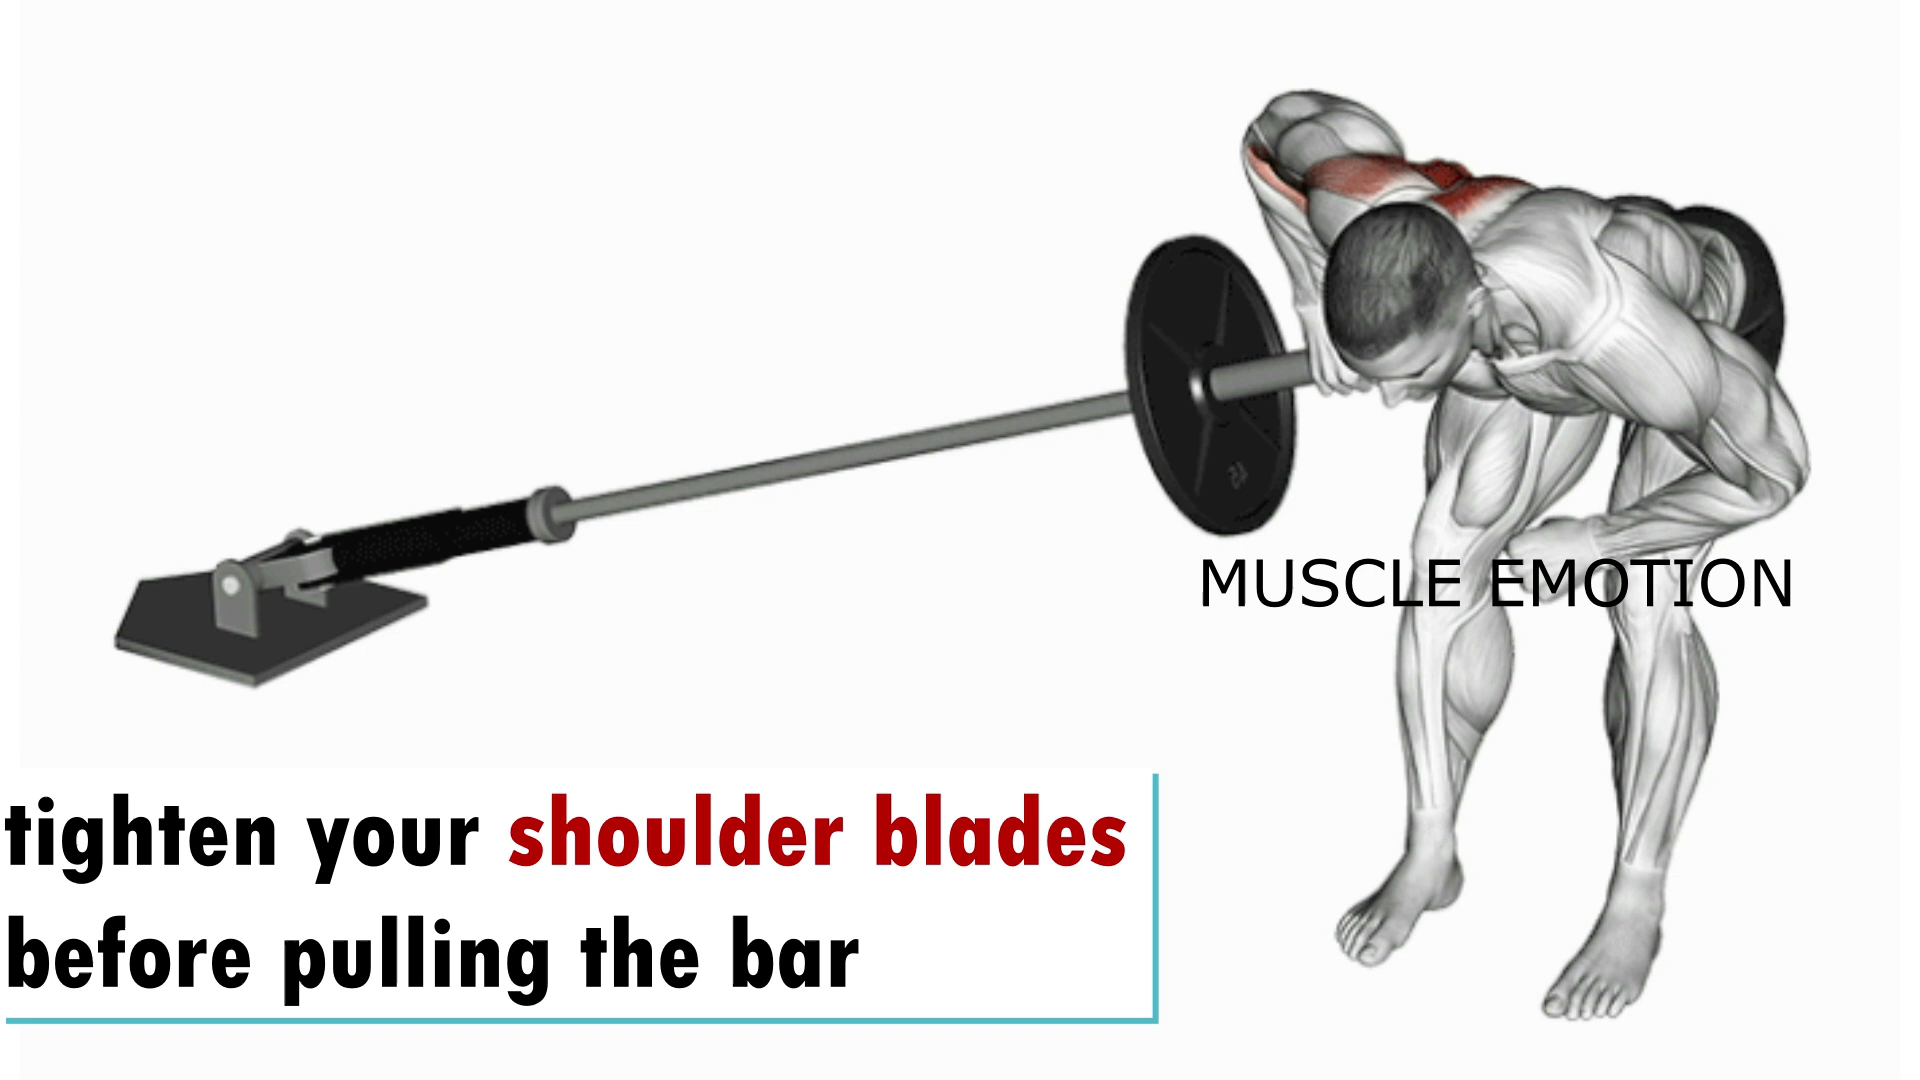 MUSCLE EMOTION
tighten your shoulder blades
before pulling the bar